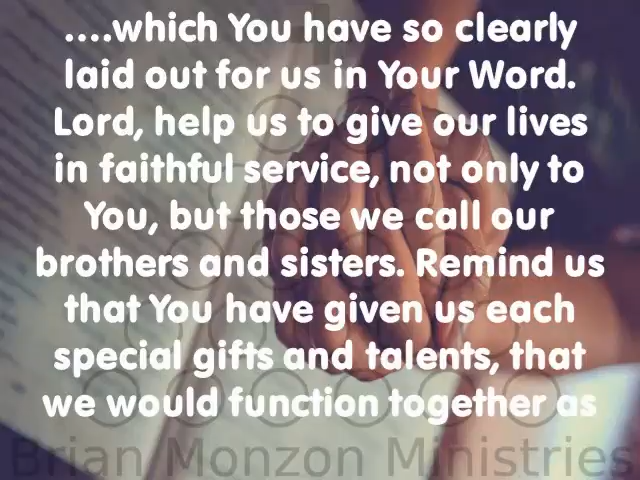 ....which You have so clearly
laid out for us in Your Word.
Lord, help us to give our lives
in faithful service, not only to
You, but those we call our
brothers and sisters. Remind us
that You have given us each
special gifts and talents, that
we would function together as
Brian Monzon Ministries